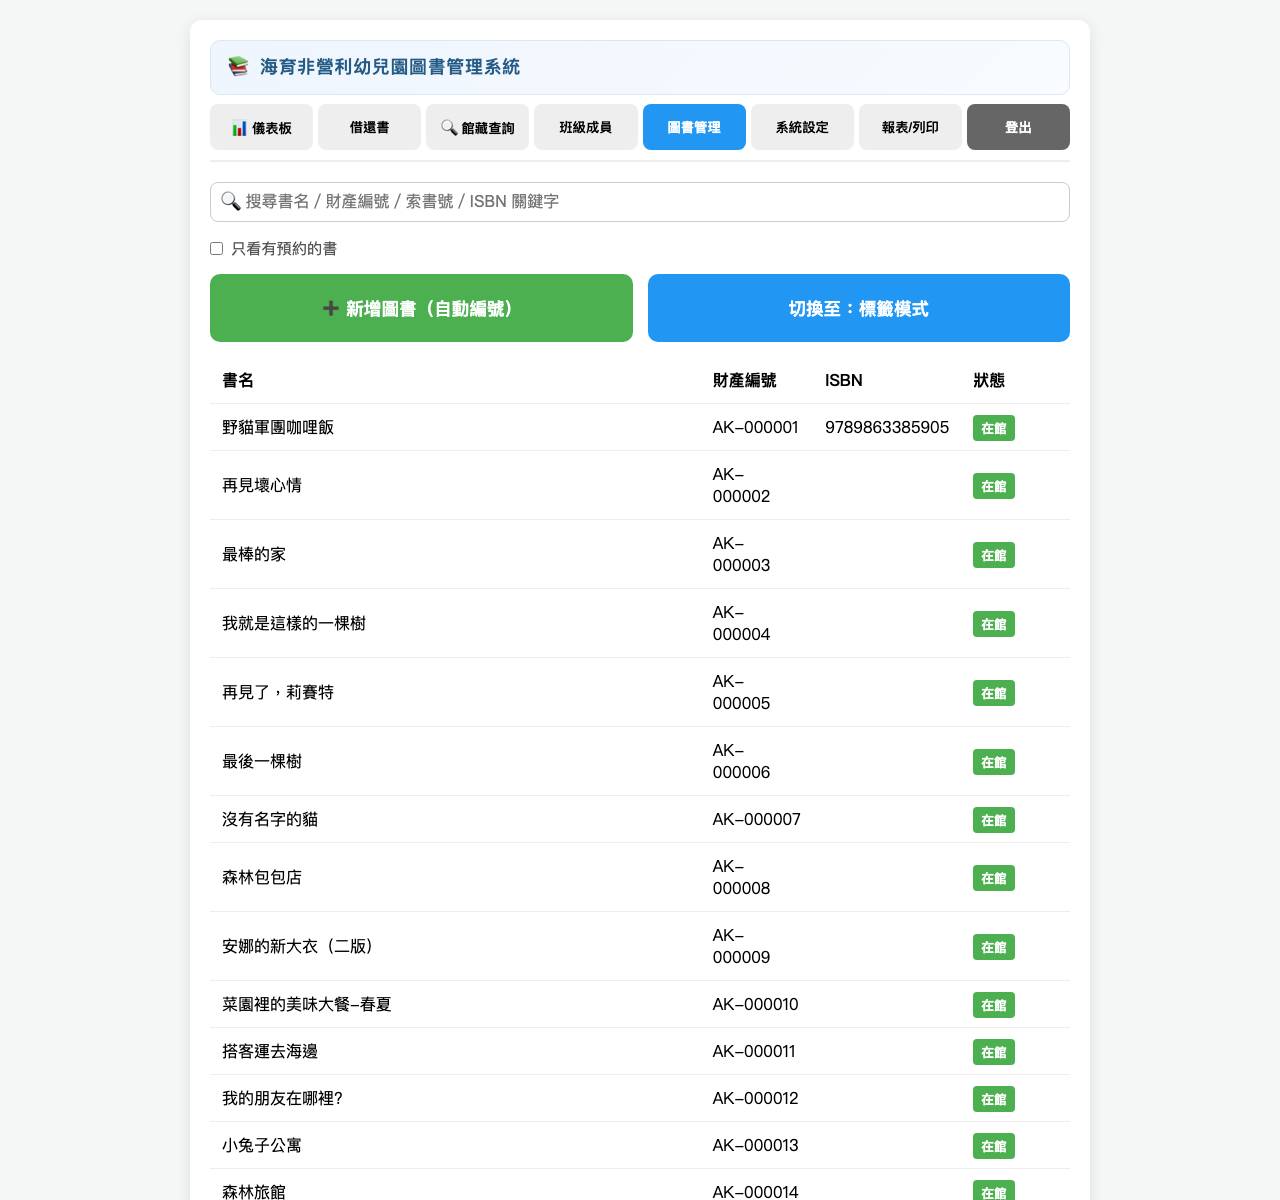 海育非營利幼兒園圖書管理系統
儀表板 借還書 館藏查詢 班級成員 圖書管理 系統設定 報表/列印 登出
搜尋書名 / 財產編號 / 索書號 / ISBN 關鍵字
只看有預約的書
新增圖書（自動編號） 切換至：標籤模式
書名 財產編號 ISBN 狀態
野貓軍團咖哩飯 AK-000001 9789863385905 在館
再見壞心情 AK-
000002 在館
最棒的家 AK-
000003 在館
我就是這樣的一棵樹 AK-
000004 在館
再見了，莉賽特 AK-
000005 在館
最後一棵樹 AK-
000006 在館
沒有名字的貓 AK-000007 在館
森林包包店 AK-
000008 在館
安娜的新大衣（二版） AK-
000009 在館
菜園裡的美味大餐-春夏 AK-000010 在館
搭客運去海邊 AK-000011 在館
我的朋友在哪裡? AK-000012 在館
小兔子公寓 AK-000013 在館
森林旅館 AK-000014 在館